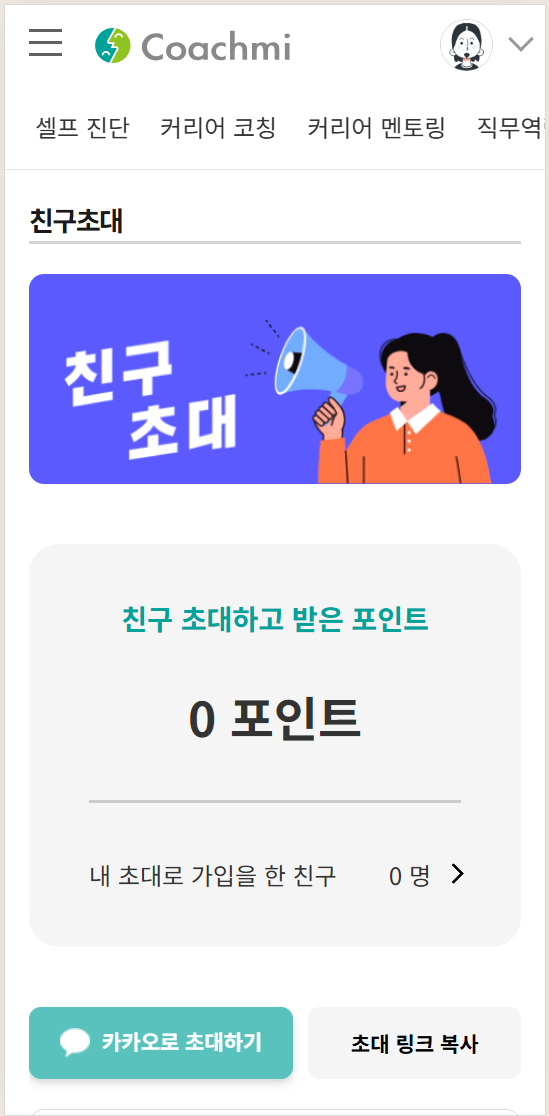 Coachmi
셀프 진단 커리어 코칭 커리어 멘토링 직무역
친구초대
친구
초대
친구 초대하고 받은 포인트
0 포인트
내 초대로 가입을 한 친구 0 명
카카오로 초대하기 초대 링크 복사